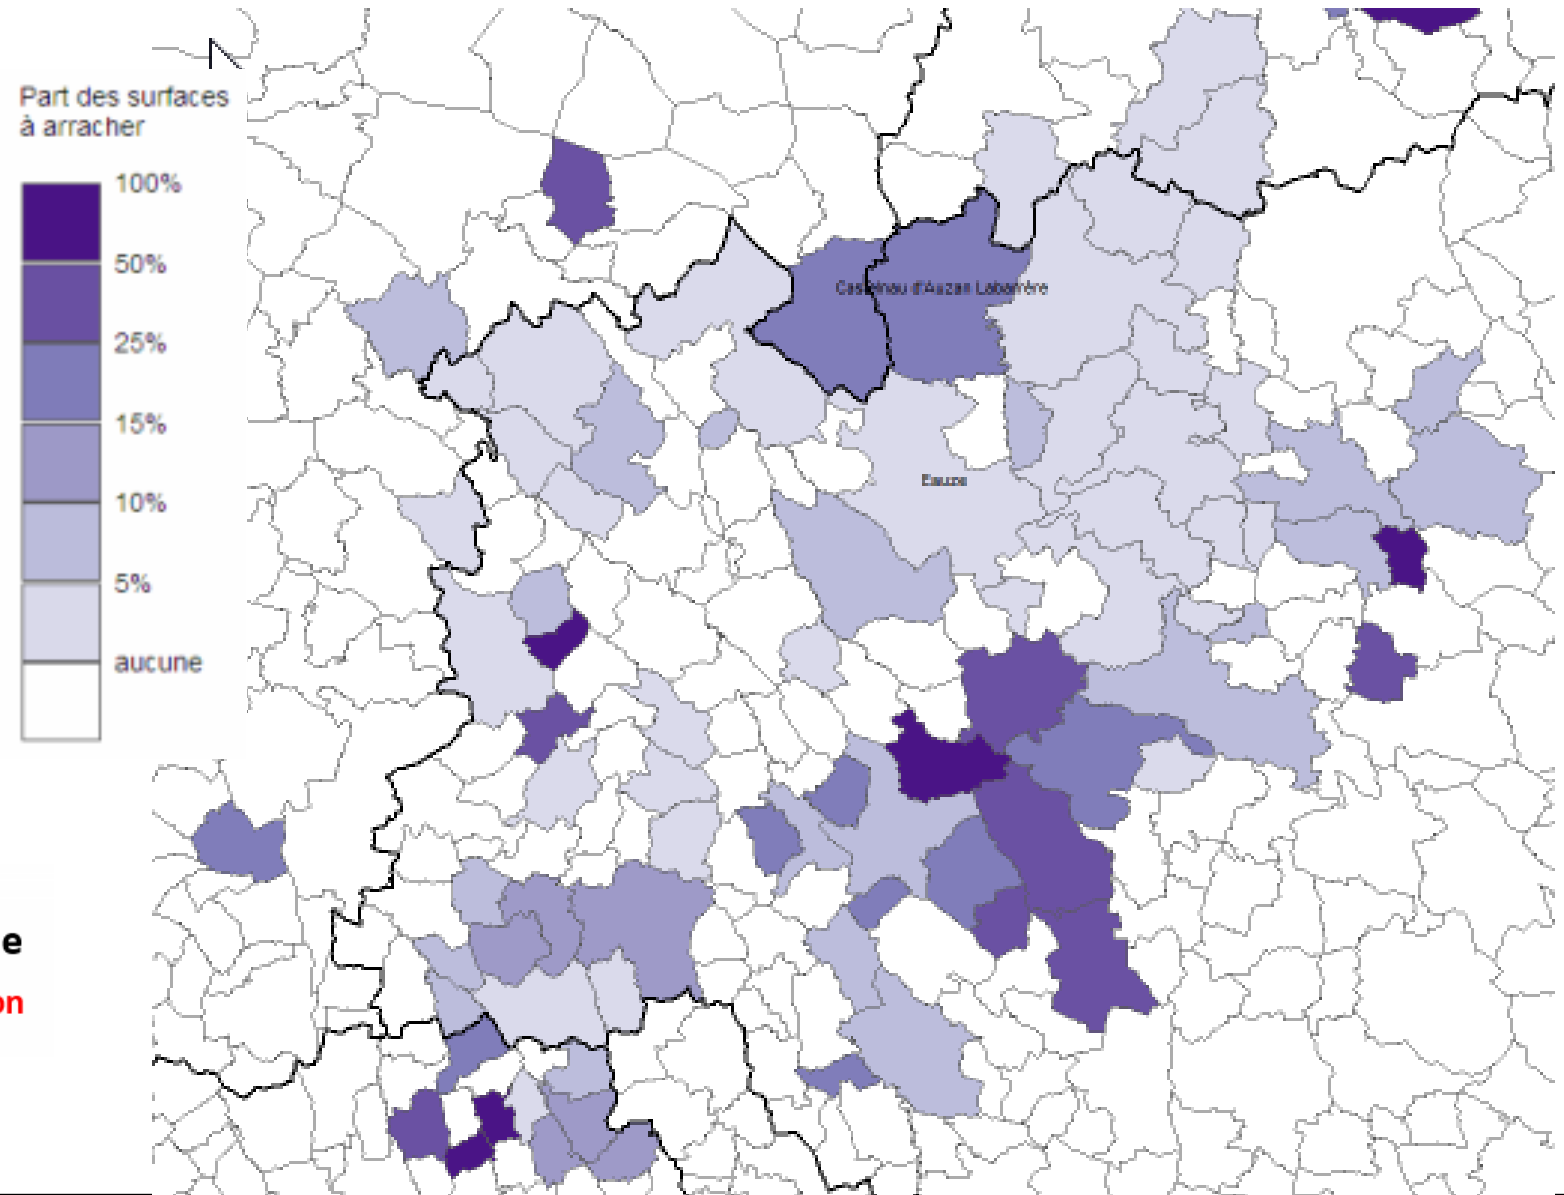 Part des surfaces
à arracher
100%
50%
25%
15%
10%
5%
aucune
Castelnau d'Auzan Labarrère
Eauze
e
on